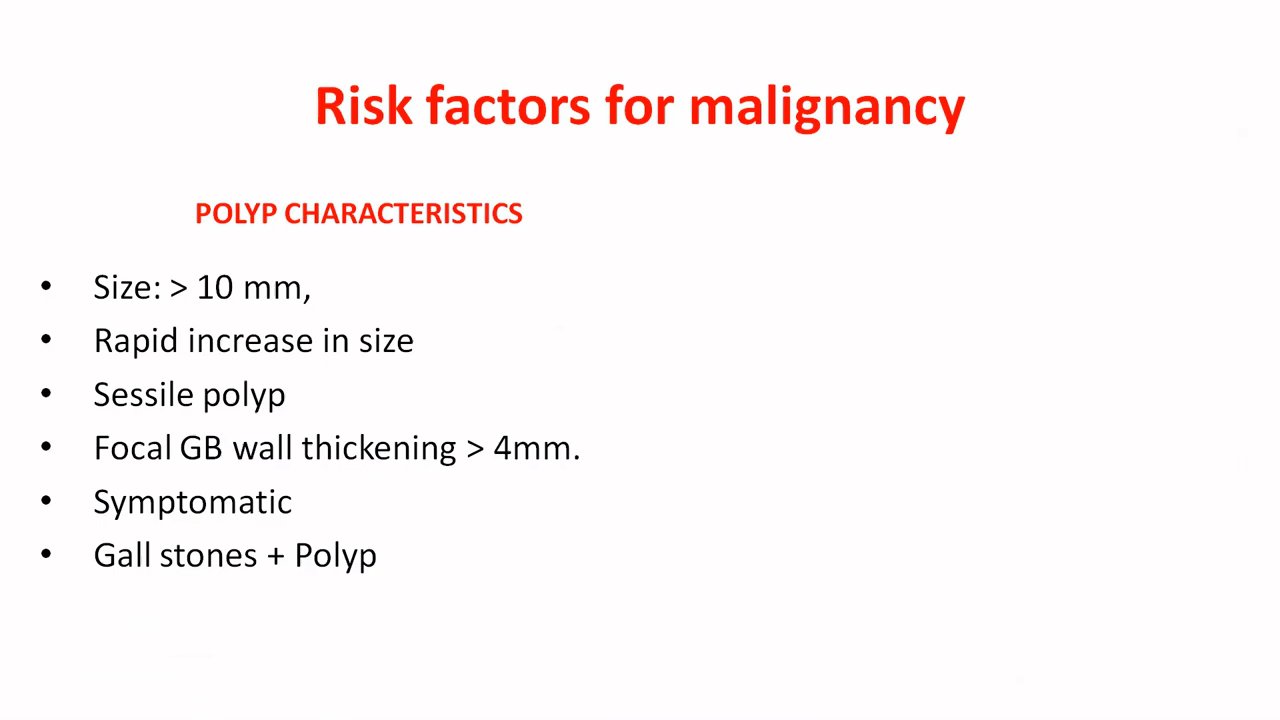 Risk factors for malignancy
POLYP CHARACTERISTICS
• Size: > 10 mm,
• Rapid increase in size
• Sessile polyp
• Focal GB wall thickening > 4mm.
• Symptomatic
• Gall stones + Polyp